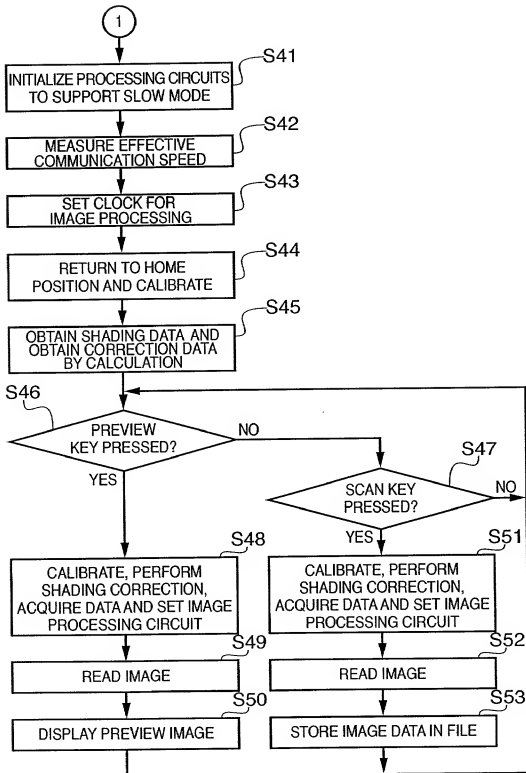 1
S41
INITIALIZE PROCESSING CIRCUITS
TO SUPPORT SLOW MODE
S42
MEASURE EFFECTIVE
COMMUNICATION SPEED
S43
SET CLOCK FOR
IMAGE PROCESSING
S44
RETURN TO HOME
POSITION AND CALIBRATE
S45
OBTAIN SHADING DATA AND
OBTAIN CORRECTION DATA
BY CALCULATION
S46
PREVIEW
KEY PRESSED?
NO
YES
S47
SCAN KEY
PRESSED?
NO
YES
S48
CALIBRATE, PERFORM
SHADING CORRECTION,
ACQUIRE DATA AND SET IMAGE
PROCESSING CIRCUIT
S49
READ IMAGE
S50
DISPLAY PREVIEW IMAGE
S51
CALIBRATE, PERFORM
SHADING CORRECTION,
ACQUIRE DATA AND SET IMAGE
PROCESSING CIRCUIT
S52
READ IMAGE
S53
STORE IMAGE DATA IN FILE